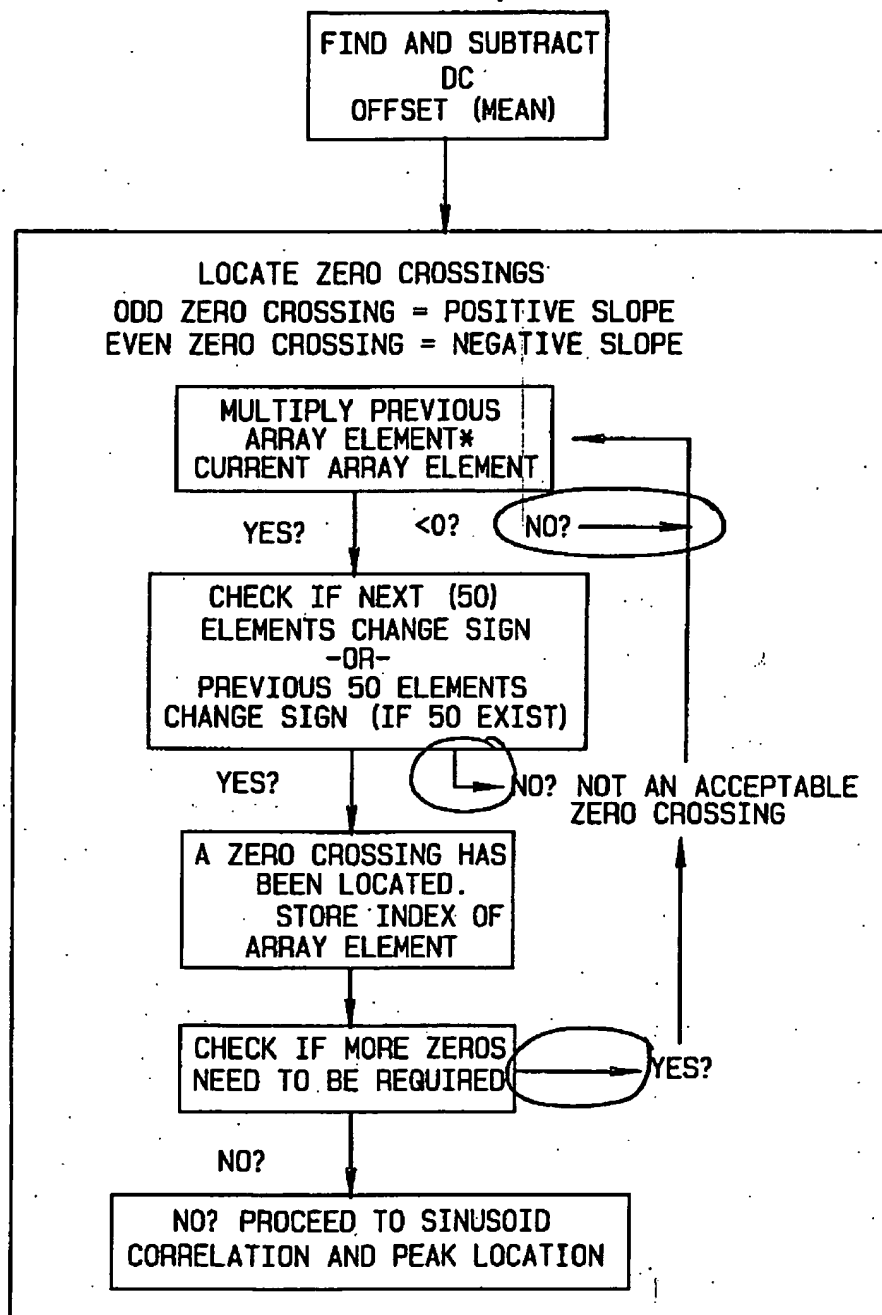 FIND AND SUBTRACT
DC
OFFSET (MEAN)
LOCATE ZERO CROSSINGS
ODD ZERO CROSSING = POSITIVE SLOPE
EVEN ZERO CROSSING = NEGATIVE SLOPE
MULTIPLY PREVIOUS
ARRAY ELEMENT*
CURRENT ARRAY ELEMENT
YES? <0? NO?
CHECK IF NEXT (50)
ELEMENTS CHANGE SIGN
-OR-
PREVIOUS 50 ELEMENTS
CHANGE SIGN (IF 50 EXIST)
YES?
NO? NOT AN ACCEPTABLE
ZERO CROSSING
A ZERO CROSSING HAS
BEEN LOCATED.
STORE INDEX OF
ARRAY ELEMENT
CHECK IF MORE ZEROS
NEED TO BE REQUIRED
YES?
NO?
NO? PROCEED TO SINUSOID
CORRELATION AND PEAK LOCATION